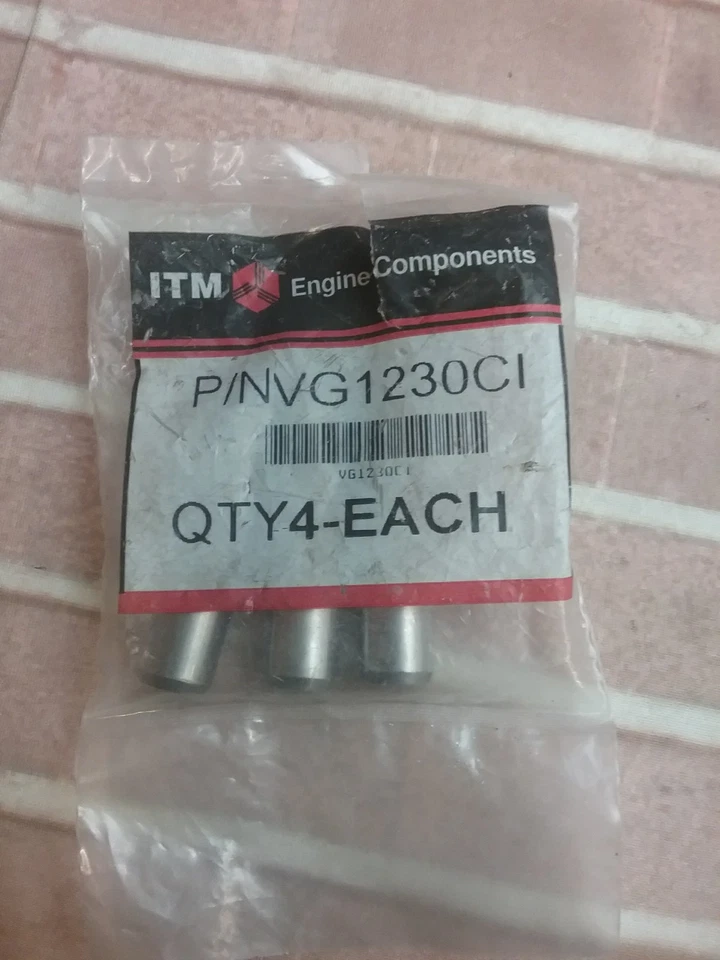 ITM Engine Components
P/NVG1230CI
VG1230CI
QTY4-EACH